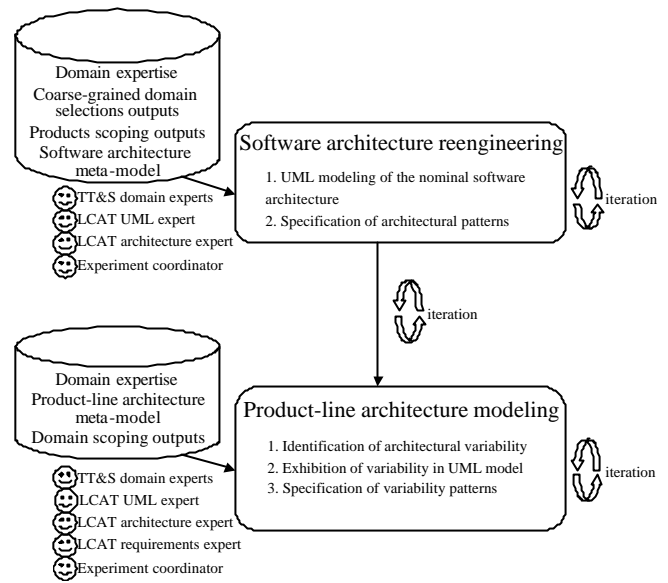 Domain expertise
Coarse-grained domain
selections outputs
Products scoping outputs
Software architecture
meta-model
TT&S domain experts
LCAT UML expert
LCAT architecture expert
Experiment coordinator
Software architecture reengineering
1. UML modeling of the nominal software
architecture
2. Specification of architectural patterns
iteration
iteration
Domain expertise
Product-line architecture
meta-model
Domain scoping outputs
TT&S domain experts
LCAT UML expert
LCAT architecture expert
LCAT requirements expert
Experiment coordinator
Product-line architecture modeling
1. Identification of architectural variability
2. Exhibition of variability in UML model
3. Specification of variability patterns
iteration